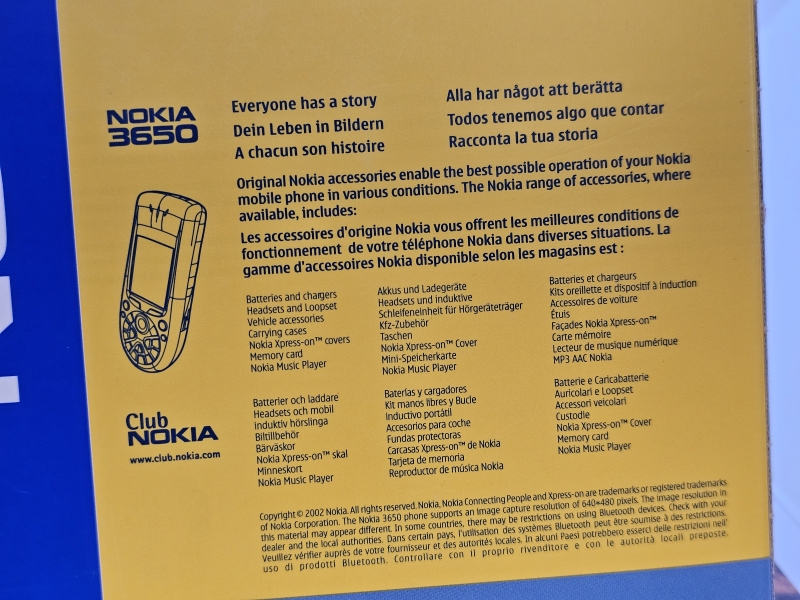 NOKIA
3650
Everyone has a story
Dein Leben in Bildern
A chacun son histoire
Alla har något att berätta
Todos tenemos algo que contar
Racconta la tua storia
Original Nokia accessories enable the best possible operation of your Nokia
mobile phone in various conditions. The Nokia range of accessories, where
available, includes:
Les accessoires d'origine Nokia vous offrent les meilleures conditions de
fonctionnement de votre téléphone Nokia dans diverses situations. La
gamme d'accessoires Nokia disponible selon les magasins est :
Batteries and chargers
Headsets and Loopset
Vehicle accessories
Carrying cases
Nokia Xpress-on™ covers
Memory card
Nokia Music Player
Akkus und Ladegeräte
Headsets und induktive
Schleifeneinheit für Hörgeräteträger
Kfz-Zubehör
Taschen
Nokia Xpress-on™ Cover
Mini-Speicherkarte
Nokia Music Player
Batteries et chargeurs
Kits oreillette et dispositif à induction
Accessoires de voiture
Étuis
Façades Nokia Xpress-on™
Carte mémoire
Lecteur de musique numérique
MP3 AAC Nokia
Club
NOKIA
www.club.nokia.com
Batterier och laddare
Headsets och mobil
induktiv hörslinga
Biltillbehör
Bärväskor
Nokia Xpress-on™ skal
Minneskort
Nokia Music Player
Baterías y cargadores
Kit manos libres y Bucle
inductivo portátil
Accesorios para coche
Fundas protectoras
Carcasas Xpress-on™ de Nokia
Tarjeta de memoria
Reproductor de música Nokia
Batterie e Caricabatterie
Auricolari e Loopset
Accessori veicolari
Custodie
Nokia Xpress-on™ Cover
Memory card
Nokia Music Player
Copyright © 2002 Nokia. All rights reserved. Nokia, Nokia Connecting People and Xpress-on are trademarks or registered trademarks
of Nokia Corporation. The Nokia 3650 phone supports an image capture resolution of 640*480 pixels. The image resolution in
this material may appear different. In some countries, there may be restrictions on using Bluetooth devices. Check with your
dealer and the local authorities. Dans certains pays, l'utilisation des systèmes Bluetooth peut être soumise à des restrictions.
Veuillez vérifier auprès de votre fournisseur et des autorités locales. In alcuni Paesi potrebbero esserci delle restrizioni nell'
uso di prodotti Bluetooth. Controllare con il proprio rivenditore e con le autorità locali preposte.